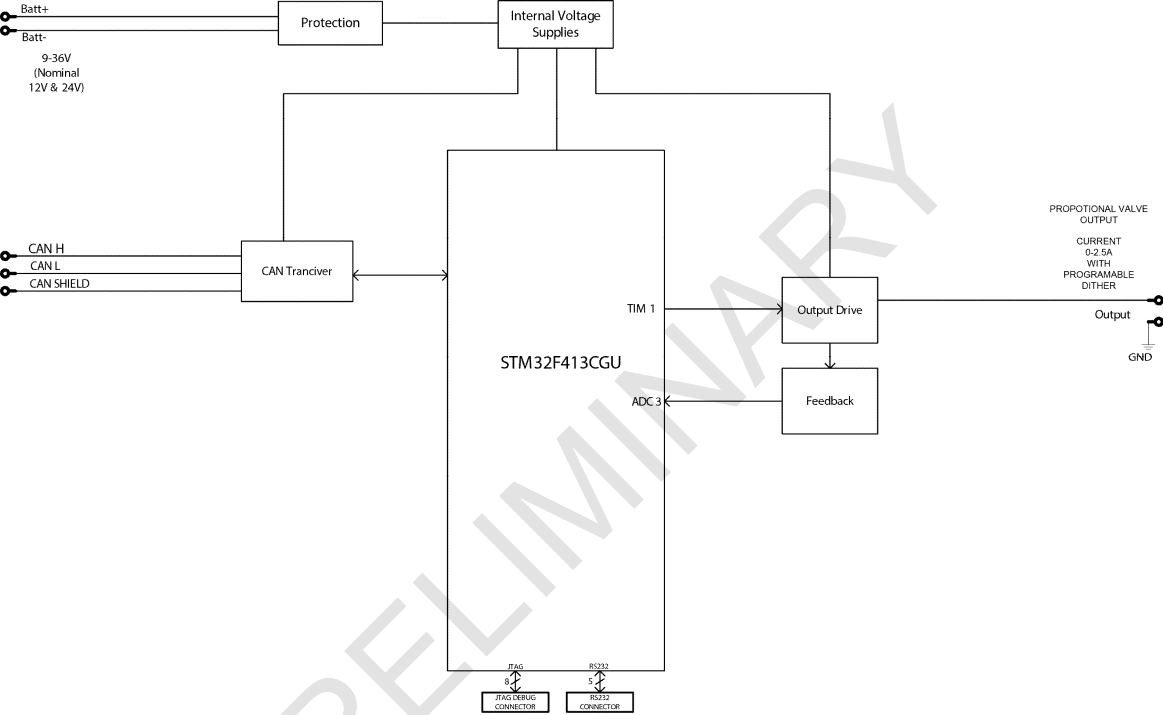 Batt+
Batt-
9-36V
(Nominal
12V & 24V)
Protection
Internal Voltage
Supplies
CAN H
CAN L
CAN SHIELD
CAN Tranciver
STM32F413CGU
TIM 1
ADC 3
Output Drive
Feedback
PROPOTIONAL VALVE
OUTPUT
CURRENT
0-2.5A
WITH
PROGRAMABLE
DITHER
Output
GND
JTAG
8
JTAG DEBUG
CONNECTOR
RS232
5
RS232
CONNECTOR
RELIMINARY